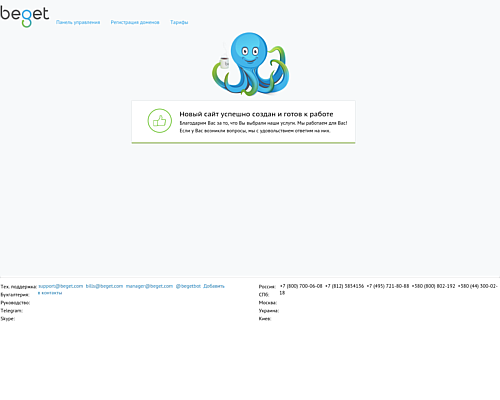 beget
Панель управления Регистрация доменов Тарифы
Новый сайт успешно создан и готов к работе
Благодарим Вас за то, что Вы выбрали наши услуги. Мы работаем для Вас!
Если у Вас возникли вопросы, мы с удовольствием ответим на них.
Тех. поддержка: support@beget.com bills@beget.com manager@beget.com @begetbot Добавить
Бухгалтерия: в контакты
Руководство:
Telegram:
Skype:
Россия: +7 (800) 700-06-08 +7 (812) 3854136 +7 (495) 721-80-88 +380 (800) 802-192 +380 (44) 300-02-
СПб: 18
Москва:
Украина:
Киев: